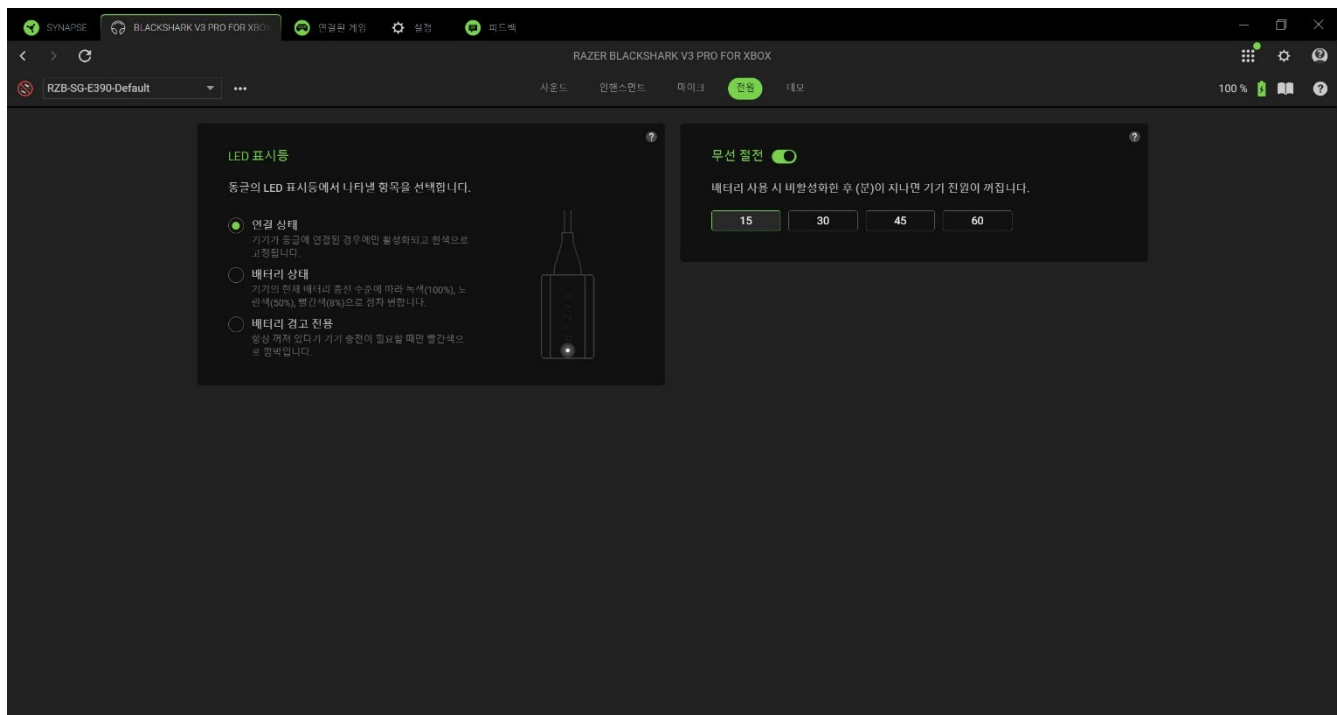 SYNAPSE
BLACKSHARK V3 PRO FOR XBO
연결된 게임
설정
피드백
RAZER BLACKSHARK V3 PRO FOR XBOX
RZB-SG-E390-Default
사운드
인핸스먼트
마이크
전원
데모
100 %
LED 표시등
동글의 LED 표시등에서 나타낼 항목을 선택합니다.
연결 상태
기기가 동글에 연결된 경우에만 활성화되고 흰색으로
고정됩니다.
배터리 상태
기기의 현재 배터리 충전 수준에 따라 녹색(100%), 노
란색(50%), 빨간색(8%)으로 점차 변합니다.
배터리 경고 전용
항상 꺼져 있다가 기기 충전이 필요할 때만 빨간색으
로 깜박입니다.
무선 절전
배터리 사용 시 비활성화한 후 (분)이 지나면 기기 전원이 꺼집니다.
15
30
45
60